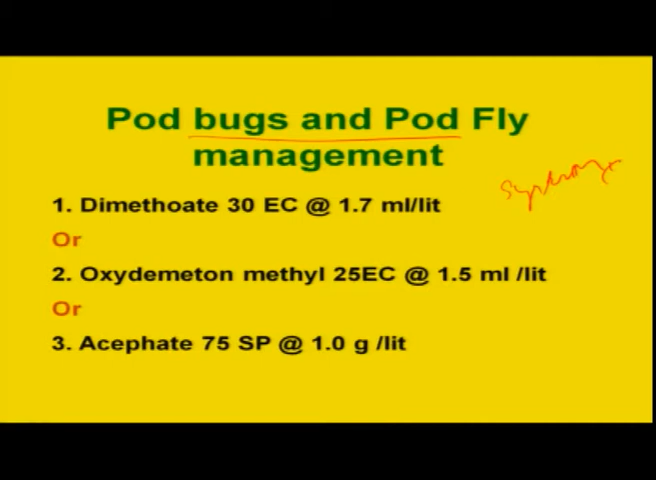 Pod bugs and Pod Fly
management
1. Dimethoate 30 EC @ 1.7 ml/lit
Or
2. Oxydemeton methyl 25EC @ 1.5 ml /lit
Or
3. Acephate 75 SP @ 1.0 g /lit